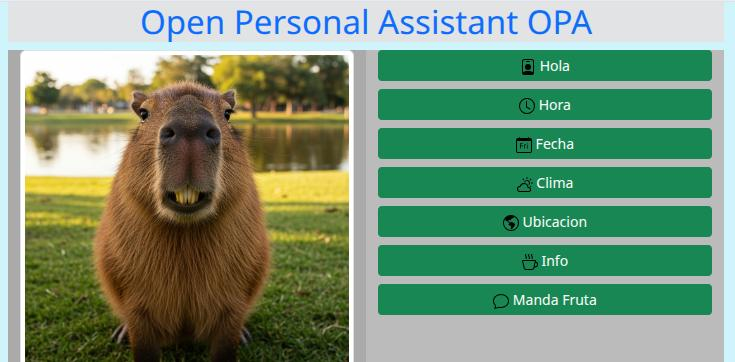 Open Personal Assistant OPA
Hola
Hora
Fri
Fecha
Clima
Ubicacion
Info
Manda Fruta